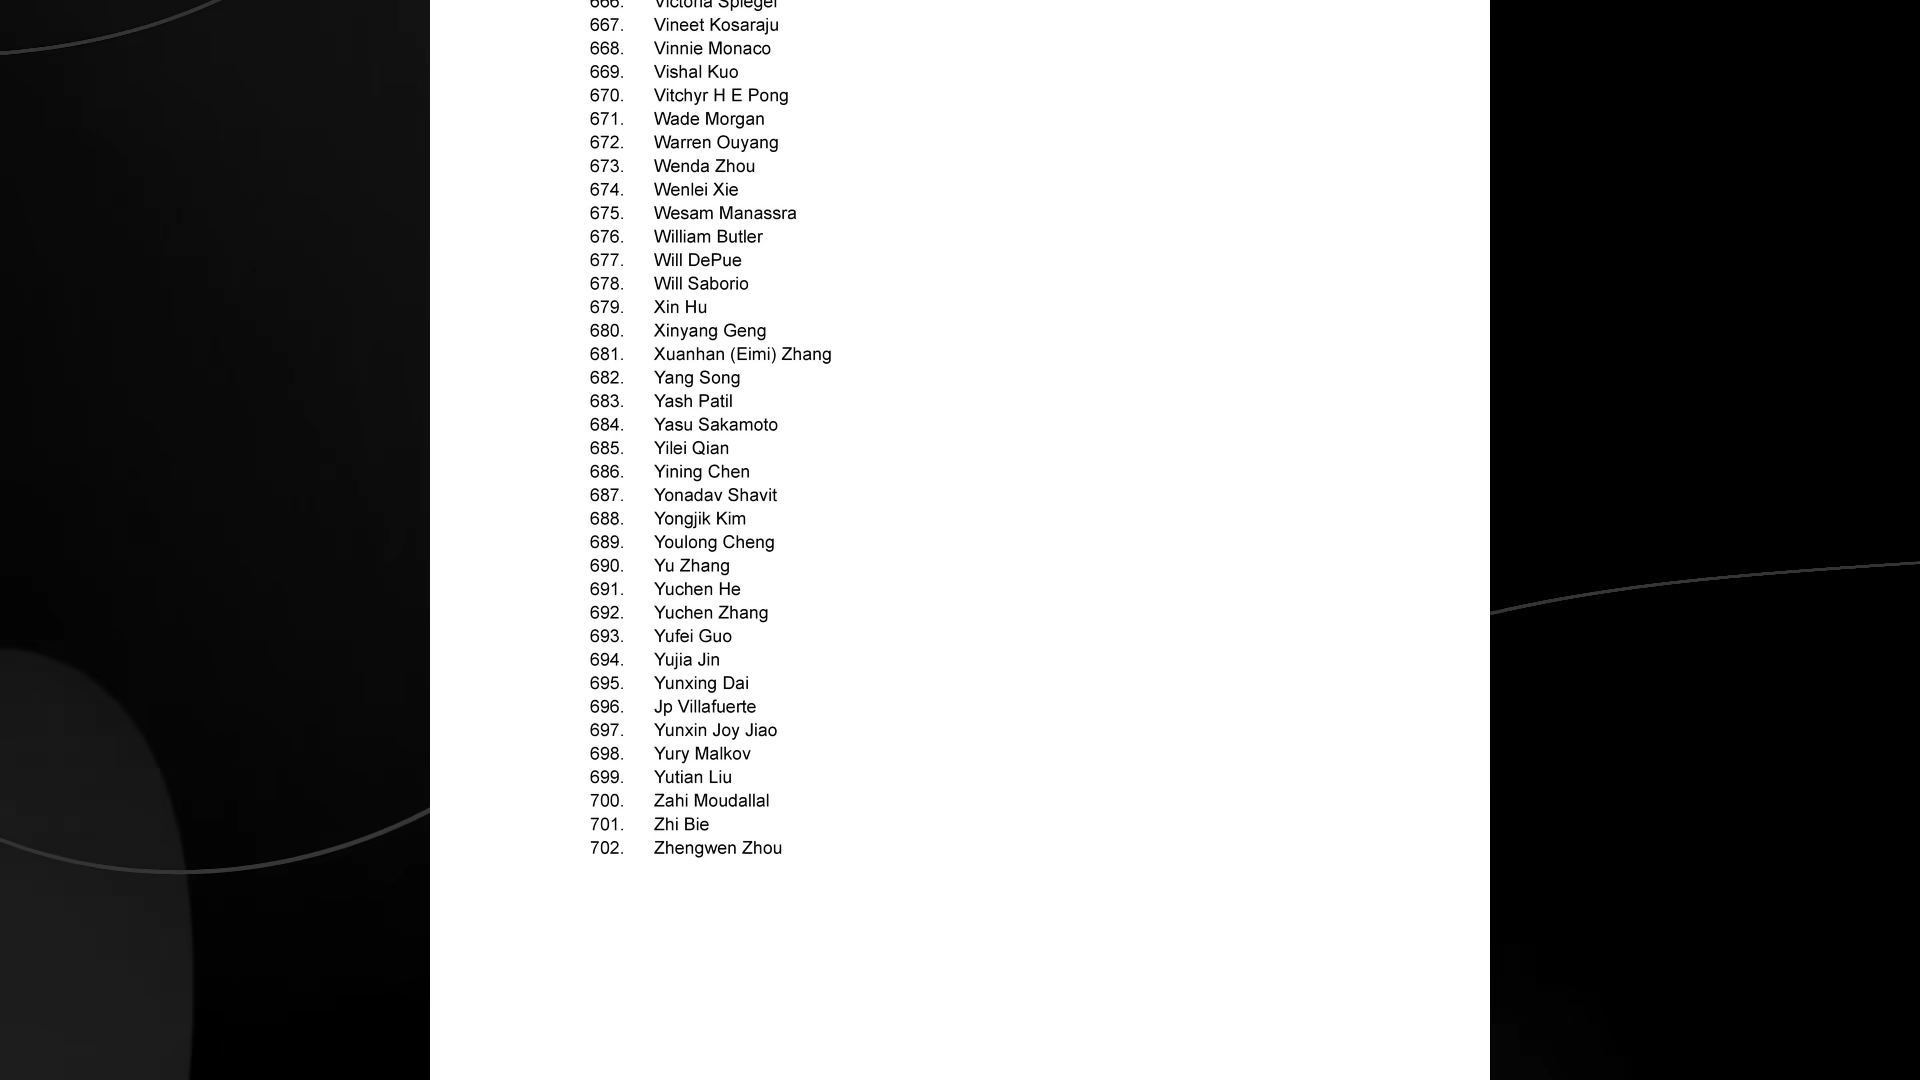 666. Victoria Spiegel
667. Vineet Kosaraju
668. Vinnie Monaco
669. Vishal Kuo
670. Vitchyr H E Pong
671. Wade Morgan
672. Warren Ouyang
673. Wenda Zhou
674. Wenlei Xie
675. Wesam Manassra
676. William Butler
677. Will DePue
678. Will Saborio
679. Xin Hu
680. Xinyang Geng
681. Xuanhan (Eimi) Zhang
682. Yang Song
683. Yash Patil
684. Yasu Sakamoto
685. Yilei Qian
686. Yining Chen
687. Yonadav Shavit
688. Yongjik Kim
689. Youlong Cheng
690. Yu Zhang
691. Yuchen He
692. Yuchen Zhang
693. Yufei Guo
694. Yujia Jin
695. Yunxing Dai
696. Jp Villafuerte
697. Yunxin Joy Jiao
698. Yury Malkov
699. Yutian Liu
700. Zahi Moudallal
701. Zhi Bie
702. Zhengwen Zhou